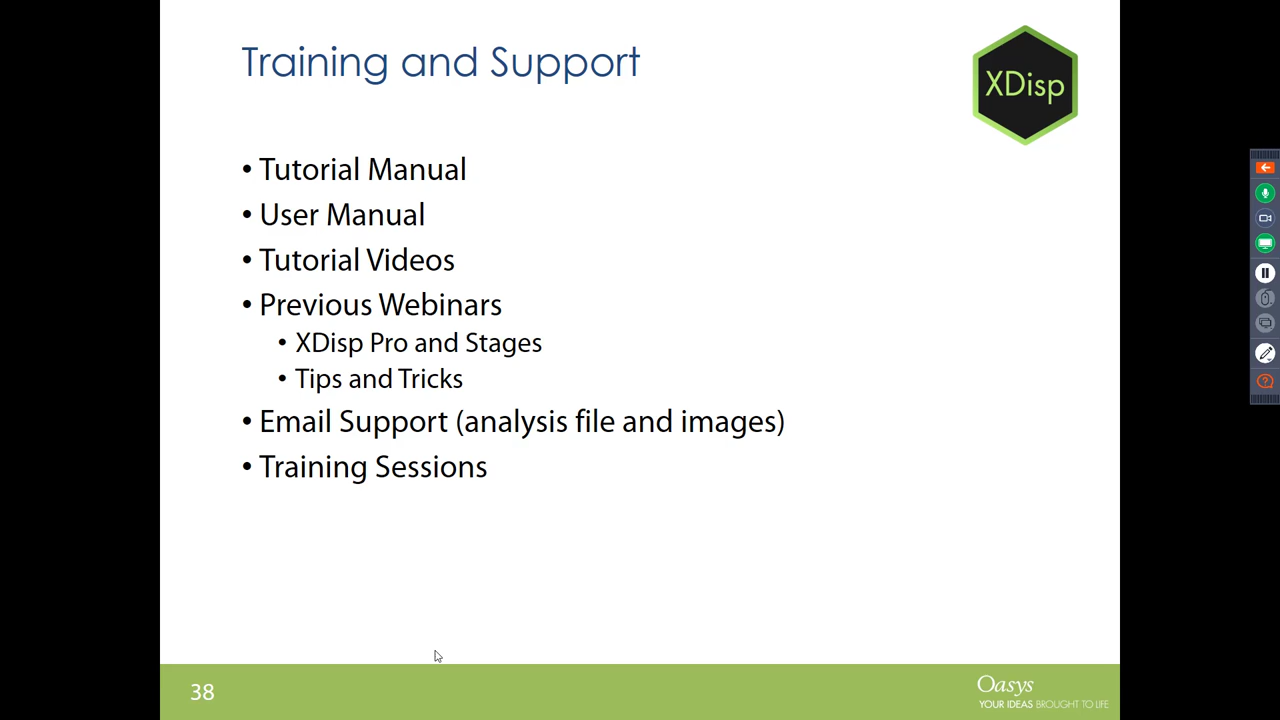 Training and Support
XDisp
• Tutorial Manual
• User Manual
• Tutorial Videos
• Previous Webinars
• XDisp Pro and Stages
• Tips and Tricks
• Email Support (analysis file and images)
• Training Sessions
38
Oasys
YOUR IDEAS BROUGHT TO LIFE
?